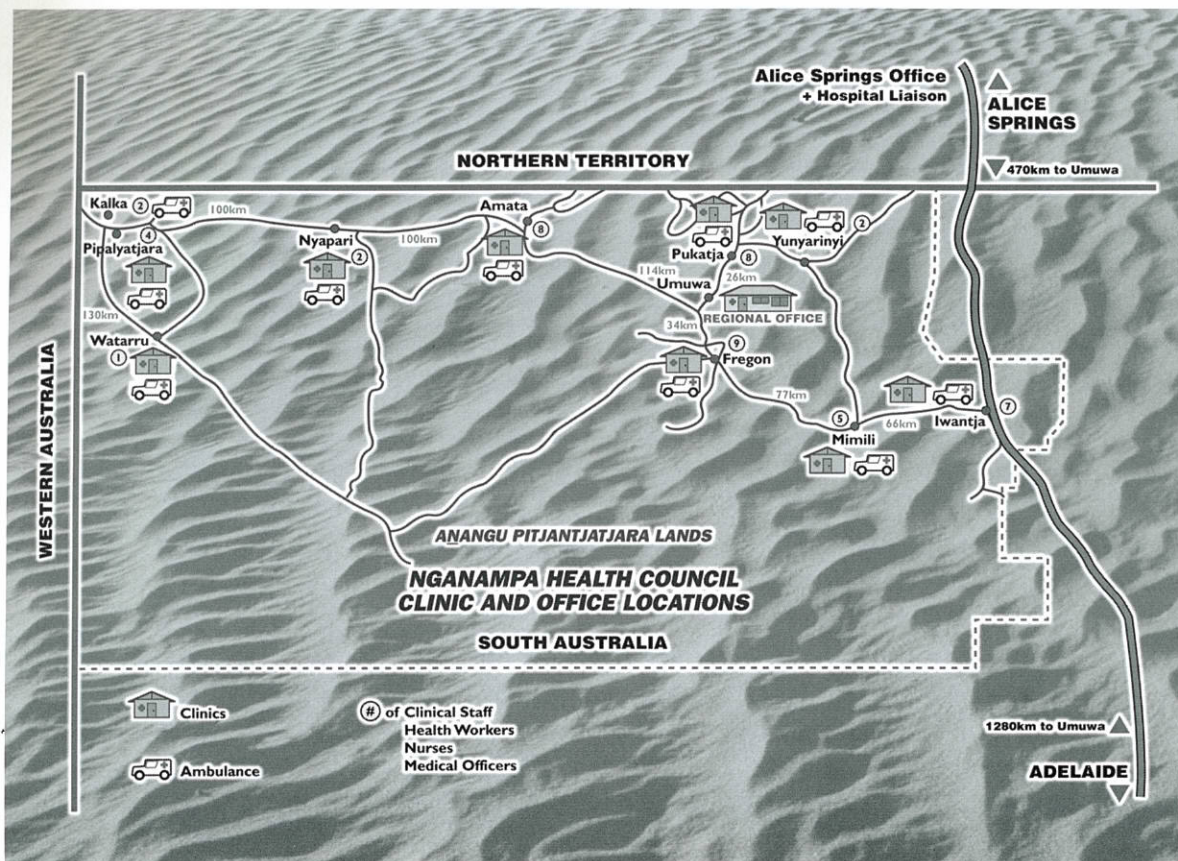 Alice Springs Office
+ Hospital Liaison
ALICE
SPRINGS
NORTHERN TERRITORY
470km to Umuwa
Kalka
2
100km
Amata
8
Pipalyatjara
4
Nyapari
2
100km
Pukatja
8
Yunyarinyi
2
114km
26km
Umuwa
REGIONAL OFFICE
130km
34km
Watarru
1
9
Fregon
WESTERN AUSTRALIA
77km
5
Mimili
66km
Iwantja
7
AṈANGU PITJANTJATJARA LANDS
NGANAMPA HEALTH COUNCIL
CLINIC AND OFFICE LOCATIONS
SOUTH AUSTRALIA
Clinics
# of Clinical Staff
Health Workers
Nurses
Medical Officers
Ambulance
1280km to Umuwa
ADELAIDE